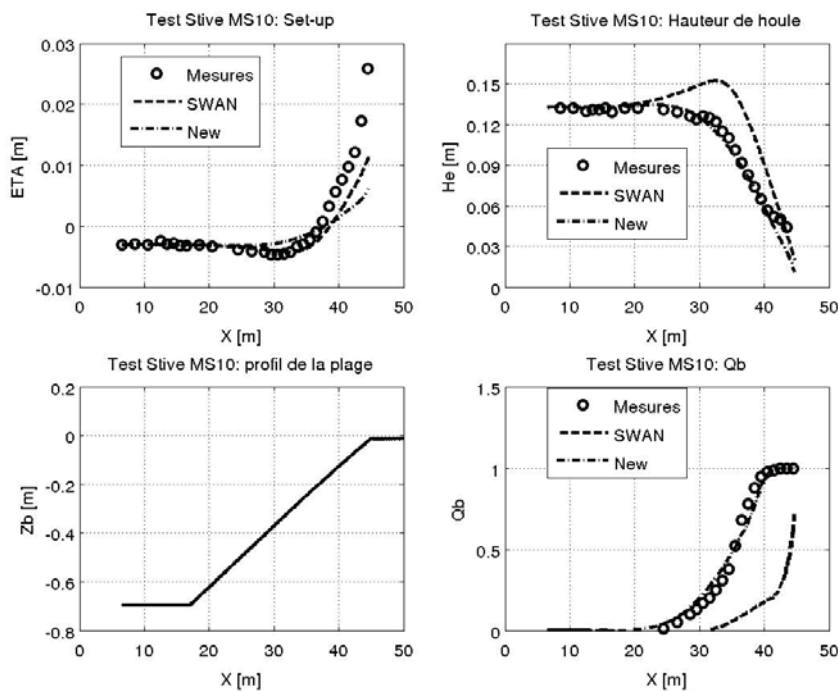 Test Stive MS10: Set-up
0.03
0.02
0.01
0
-0.01
ETA [m]
Mesures
SWAN
New
0
10
20
30
40
50
X [m]
Test Stive MS10: Hauteur de houle
0.15
0.12
0.09
0.06
0.03
0
He [m]
Mesures
SWAN
New
0
10
20
30
40
50
X [m]
Test Stive MS10: profil de la plage
0.2
0
-0.2
-0.4
-0.6
-0.8
Zb [m]
0
10
20
30
40
50
X [m]
Test Stive MS10: Qb
1.5
1
0.5
0
Qb
Mesures
SWAN
New
0
10
20
30
40
50
X [m]